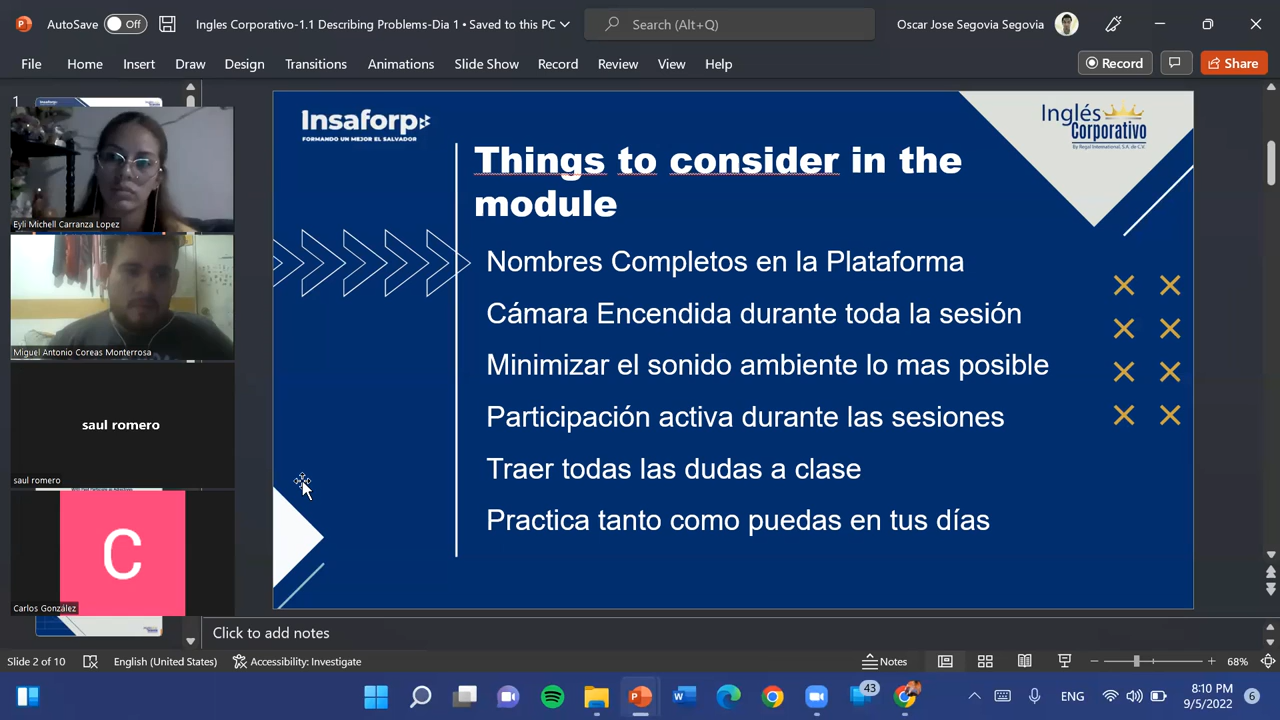 AutoSave Off Ingles Corporativo-1.1 Describing Problems-Dia 1 • Saved to this PC Search (Alt+Q) Oscar Jose Segovia Segovia
File Home Insert Draw Design Transitions Animations Slide Show Record Review View Help Record Share
1
Eyli Michell Carranza Lopez
Miguel Antonio Coreas Monterrosa
saul romero
saul romero
C
Carlos González
Insaforp
FORMANDO UN MEJOR EL SALVADOR
Inglés
Corporativo
By Regal International, S.A. de C.V.
Things to consider in the
module
Nombres Completos en la Plataforma
Cámara Encendida durante toda la sesión
Minimizar el sonido ambiente lo mas posible
Participación activa durante las sesiones
Traer todas las dudas a clase
Practica tanto como puedas en tus días
Click to add notes
Slide 2 of 10 English (United States) Accessibility: Investigate Notes 68%
43 ENG 8:10 PM 6
9/5/2022